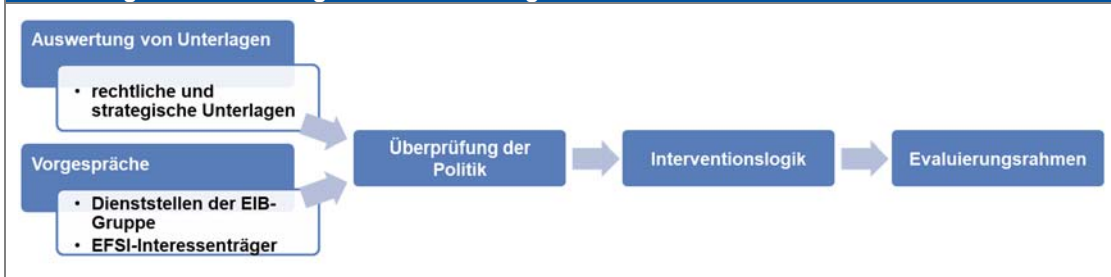 Auswertung von Unterlagen
• rechtliche und
strategische Unterlagen
Vorgespräche
• Dienststellen der EIB-
Gruppe
• EFSI-Interessenträger
Überprüfung der
Politik
Interventionslogik
Evaluierungsrahmen